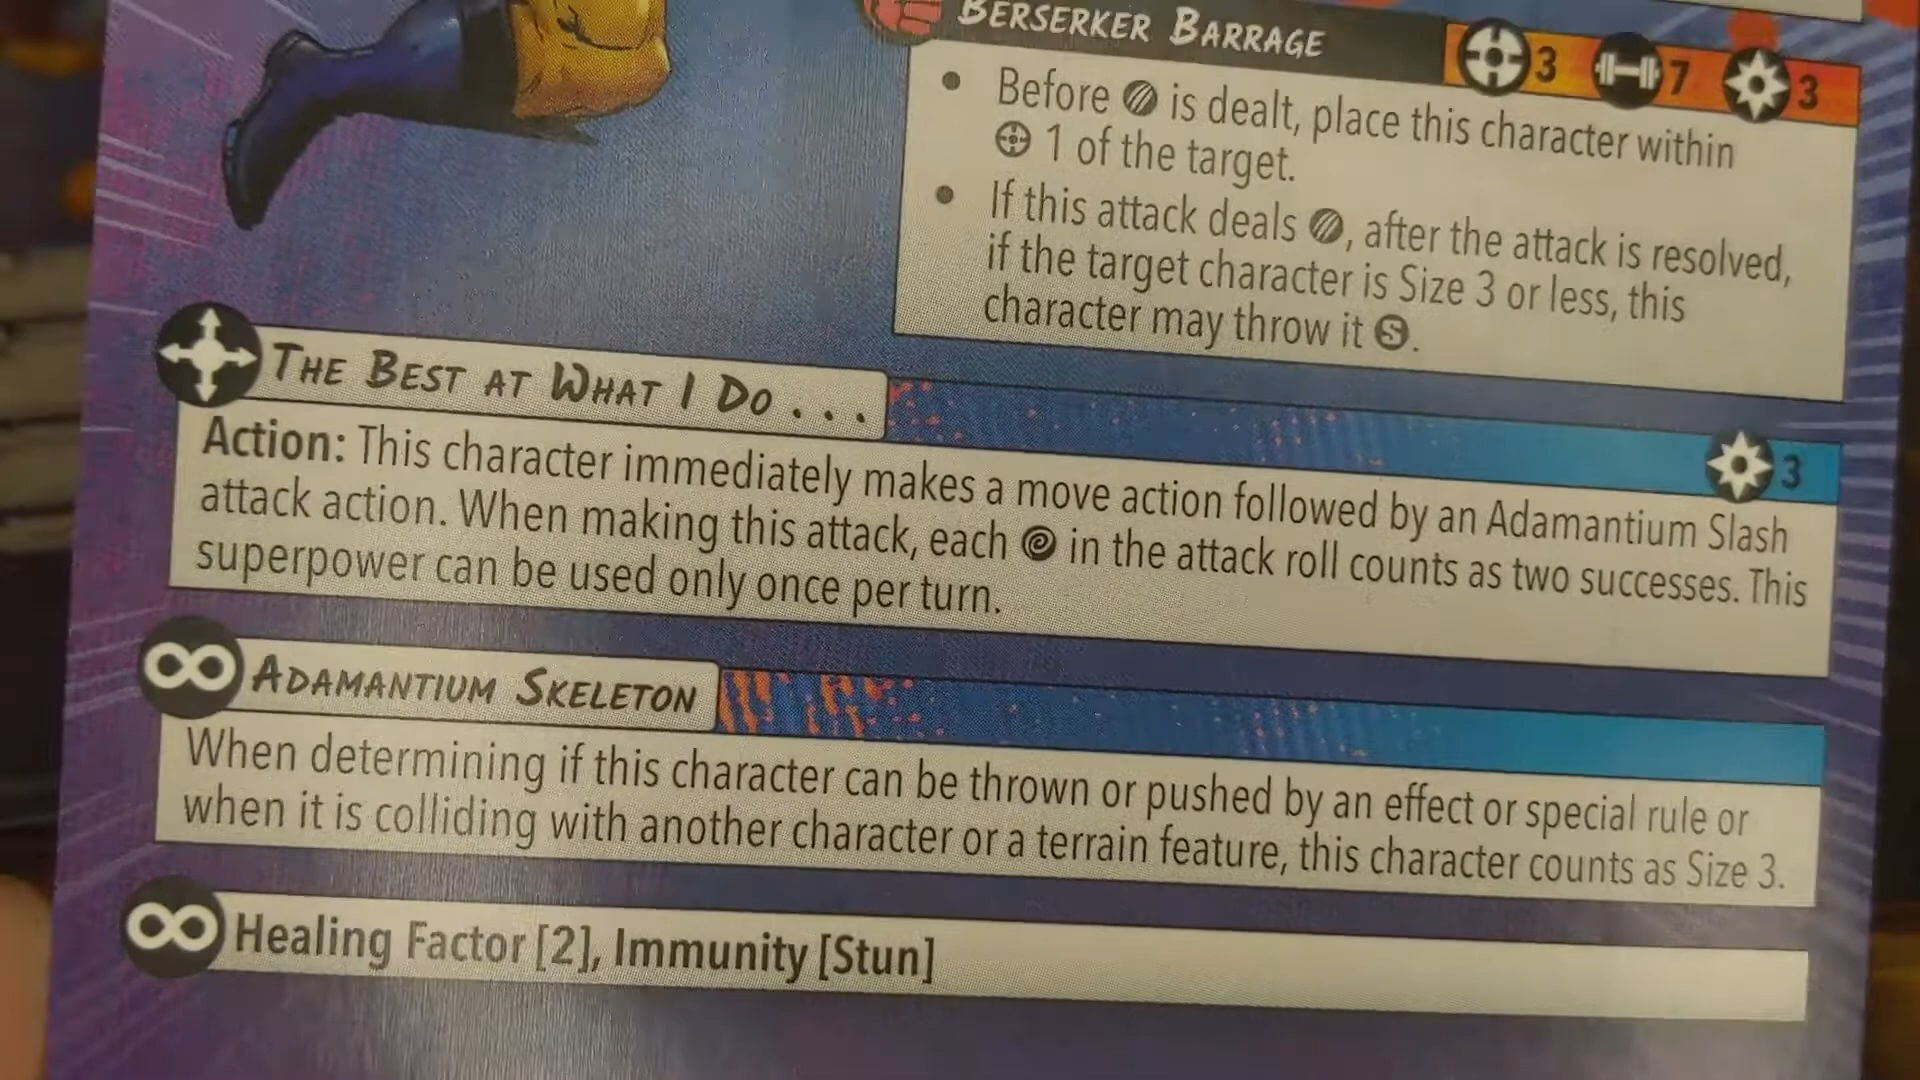 BERSERKER BARRAGE 3 7 3
• Before is dealt, place this character within
1 of the target.
• If this attack deals , after the attack is resolved,
if the target character is Size 3 or less, this
character may throw it S.
THE BEST AT WHAT I DO . . . 3
Action: This character immediately makes a move action followed by an Adamantium Slash
attack action. When making this attack, each in the attack roll counts as two successes. This
superpower can be used only once per turn.
ADAMANTIUM SKELETON
When determining if this character can be thrown or pushed by an effect or special rule or
when it is colliding with another character or a terrain feature, this character counts as Size 3.
Healing Factor [2], Immunity [Stun]